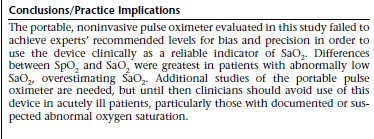 Conclusions/Practice Implications
The portable, noninvasive pulse oximeter evaluated in this study failed to
achieve experts' recommended levels for bias and precision in order to
use the device clinically as a reliable indicator of SaO₂. Differences
between SpO₂ and SaO₂ were greatest in patients with abnormally low
SaO₂, overestimating SaO₂. Additional studies of the portable pulse
oximeter are needed, but until then clinicians should avoid use of this
device in acutely ill patients, particularly those with documented or sus-
pected abnormal oxygen saturation.